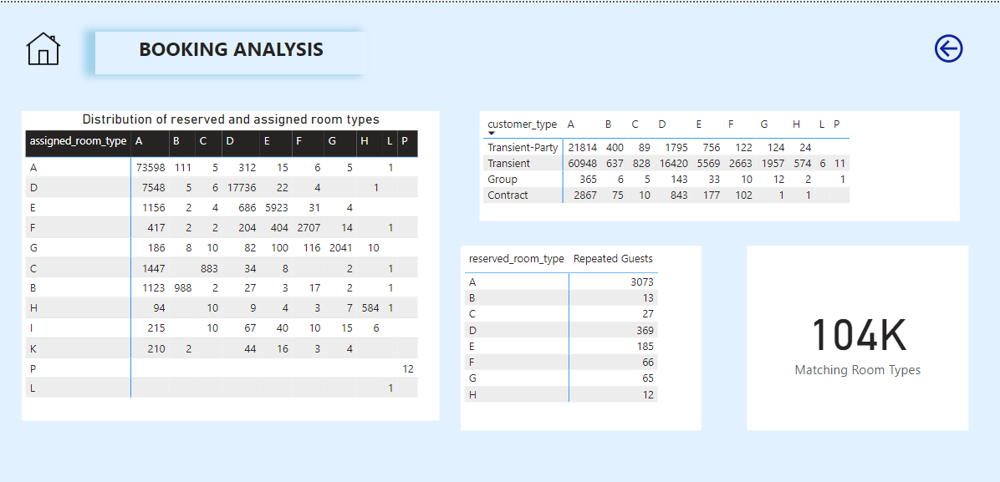 BOOKING ANALYSIS
Distribution of reserved and assigned room types
assigned_room_type A B C D E F G H L P
A 73598 111 5 312 15 6 5 1
D 7548 5 6 17736 22 4 1
E 1156 2 4 686 5923 31 4
F 417 2 2 204 404 2707 14 1
G 186 8 10 82 100 116 2041 10
C 1447 883 34 8 2 1
B 1123 988 2 27 3 17 2 1
H 94 10 9 4 3 7 584 1
I 215 10 67 40 10 15 6
K 210 2 44 16 3 4
P 12
L 1
customer_type A B C D E F G H L P
Transient-Party 21814 400 89 1795 756 122 124 24
Transient 60948 637 828 16420 5569 2663 1957 574 6 11
Group 365 6 5 143 33 10 12 2 1
Contract 2867 75 10 843 177 102 1 1
reserved_room_type Repeated Guests
A 3073
B 13
C 27
D 369
E 185
F 66
G 65
H 12
104K
Matching Room Types